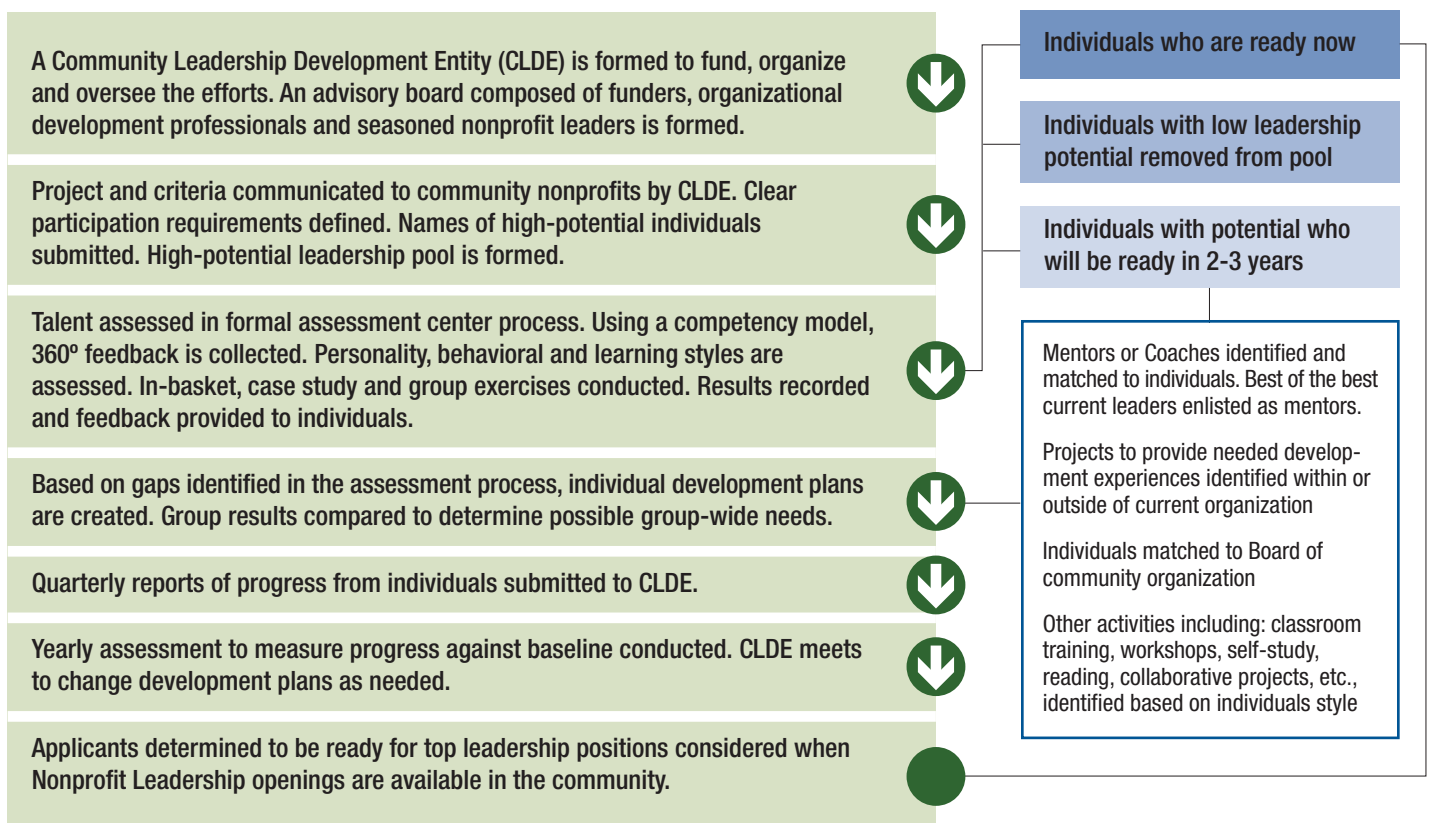 A Community Leadership Development Entity (CLDE) is formed to fund, organize
and oversee the efforts. An advisory board composed of funders, organizational
development professionals and seasoned nonprofit leaders is formed.
Project and criteria communicated to community nonprofits by CLDE. Clear
participation requirements defined. Names of high-potential individuals
submitted. High-potential leadership pool is formed.
Talent assessed in formal assessment center process. Using a competency model,
360º feedback is collected. Personality, behavioral and learning styles are
assessed. In-basket, case study and group exercises conducted. Results recorded
and feedback provided to individuals.
Based on gaps identified in the assessment process, individual development plans
are created. Group results compared to determine possible group-wide needs.
Quarterly reports of progress from individuals submitted to CLDE.
Yearly assessment to measure progress against baseline conducted. CLDE meets
to change development plans as needed.
Applicants determined to be ready for top leadership positions considered when
Nonprofit Leadership openings are available in the community.
Individuals who are ready now
Individuals with low leadership
potential removed from pool
Individuals with potential who
will be ready in 2-3 years
Mentors or Coaches identified and
matched to individuals. Best of the best
current leaders enlisted as mentors.
Projects to provide needed develop-
ment experiences identified within or
outside of current organization
Individuals matched to Board of
community organization
Other activities including: classroom
training, workshops, self-study,
reading, collaborative projects, etc.,
identified based on individuals style